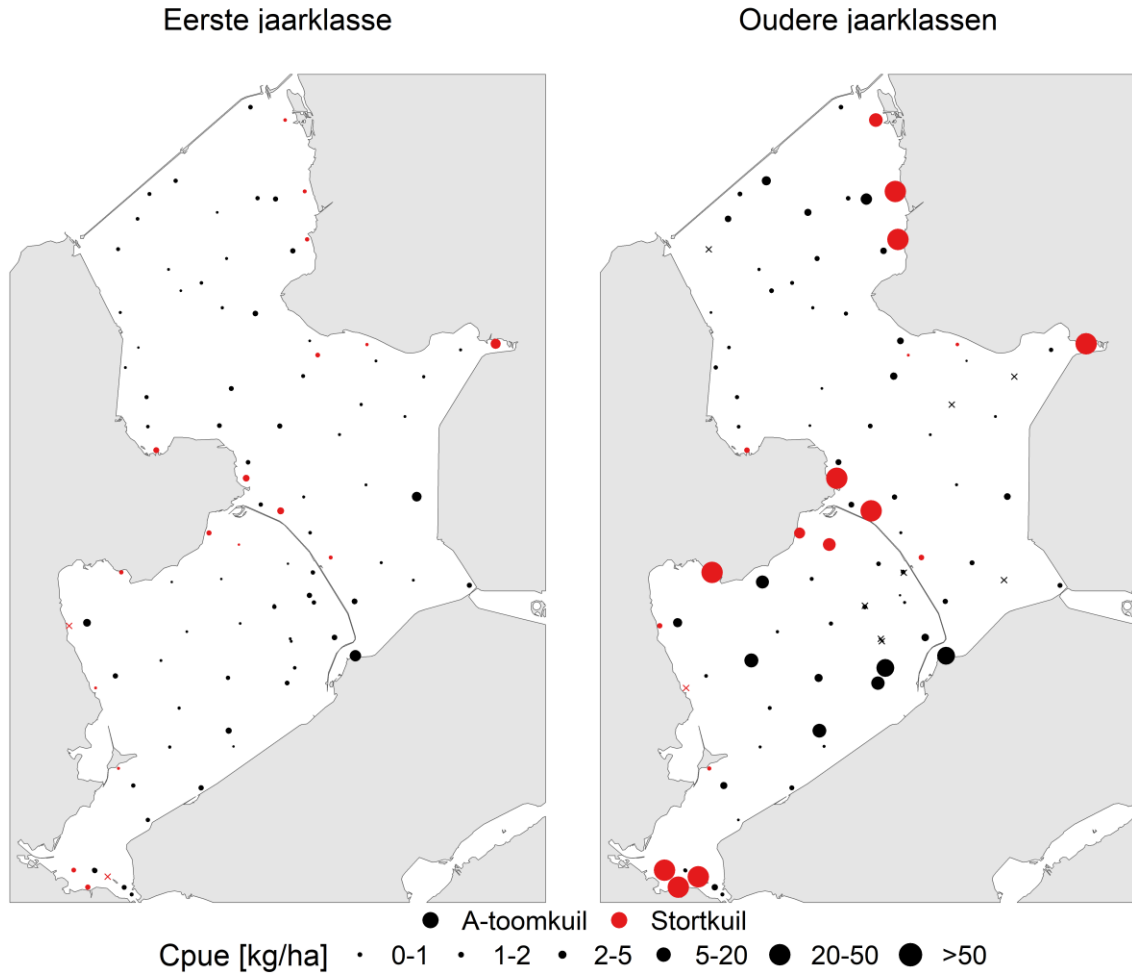 Eerste jaarklasse
Oudere jaarklassen
A-toomkuil Stortkuil
Cpue [kg/ha] 0-1 1-2 2-5 5-20 20-50 >50